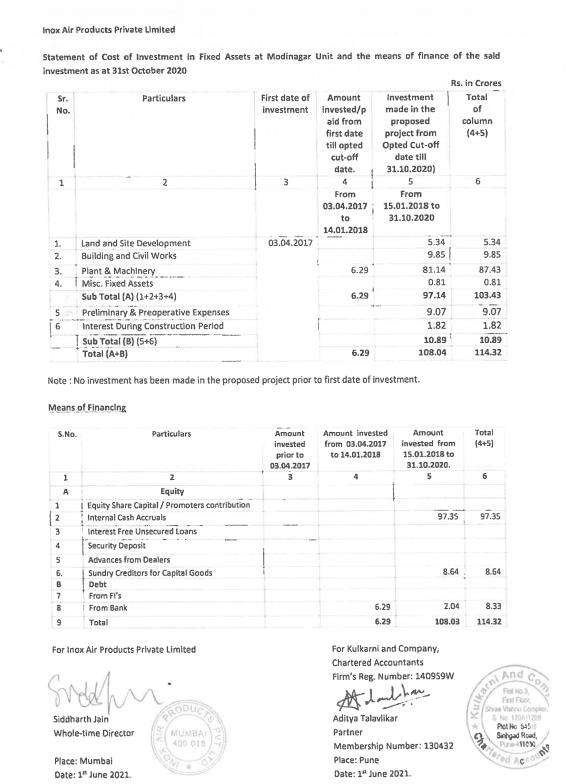 Inox Air Products Private Limited
Statement of Cost of Investment in Fixed Assets at Modinagar Unit and the means of finance of the said
investment as at 31st October 2020
Rs. in Crores
Sr. No. Particulars First date of investment Amount invested/p aid from first date till opted cut-off date. Investment made in the proposed project from Opted Cut-off date till 31.10.2020) Total of column (4+5)
1 2 3 4 5 6
From 03.04.2017 to 14.01.2018 From 15.01.2018 to 31.10.2020
1. Land and Site Development 03.04.2017 5.34 5.34
2. Building and Civil Works 9.85 9.85
3. Plant & Machinery 6.29 81.14 87.43
4. Misc. Fixed Assets 0.81 0.81
Sub Total (A) (1+2+3+4) 6.29 97.14 103.43
5 Preliminary & Preoperative Expenses 9.07 9.07
6 Interest During Construction Period 1.82 1.82
Sub Total (B) (5+6) 10.89 10.89
Total (A+B) 6.29 108.04 114.32
Note : No investment has been made in the proposed project prior to first date of investment.
Means of Financing
S.No. Particulars Amount invested prior to 03.04.2017 Amount invested from 03.04.2017 to 14.01.2018 Amount invested from 15.01.2018 to 31.10.2020. Total (4+5)
1 2 3 4 5 6
A Equity
1 Equity Share Capital / Promoters contribution
2 Internal Cash Accruals 97.35 97.35
3 Interest Free Unsecured Loans
4 Security Deposit
5 Advances from Dealers
6. Sundry Creditors for Capital Goods 8.64 8.64
B Debt
7 From FI's
8 From Bank 6.29 2.04 8.33
9 Total 6.29 108.03 114.32
For Inox Air Products Private Limited
For Kulkarni and Company,
Chartered Accountants
Firm's Reg. Number: 140959W
Siddharth Jain
Whole-time Director
Aditya Talavlikar
Partner
Membership Number: 130432
Place: Mumbai
Date: 1st June 2021.
Place: Pune
Date: 1st June 2021.
INOX AIR PRODUCTS PVT LTD
MUMBAI
400 018
Kulkarni And Com
Flat No.3,
First Floor,
Plot No 545
Sinhgad Road,
Pune-411030
Chartered Accounta